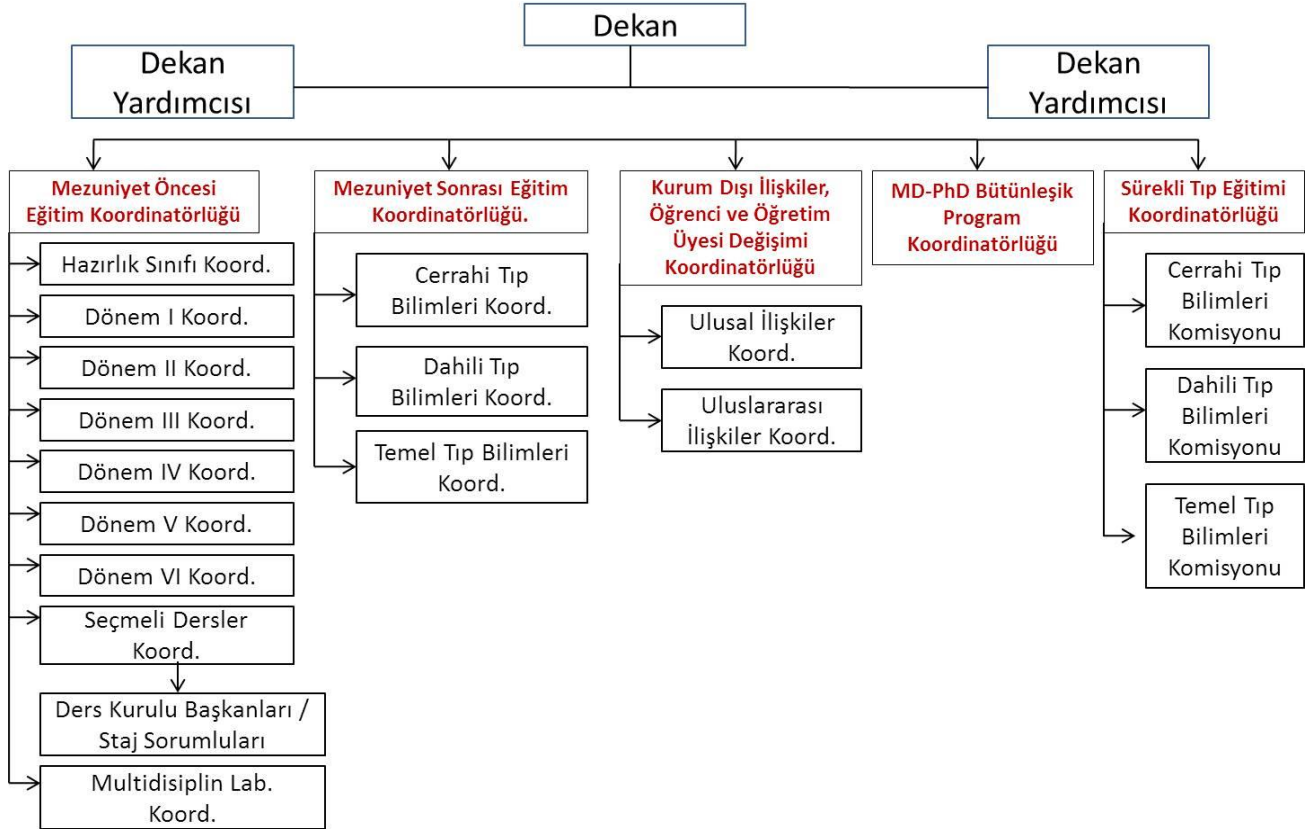 Dekan
Dekan
Yardımcısı
Dekan
Yardımcısı
Mezuniyet Öncesi
Eğitim Koordinatörlüğü
Hazırlık Sınıfı Koord.
Dönem I Koord.
Dönem II Koord.
Dönem III Koord.
Dönem IV Koord.
Dönem V Koord.
Dönem VI Koord.
Seçmeli Dersler
Koord.
Ders Kurulu Başkanları /
Staj Sorumluları
Multidisiplin Lab.
Koord.
Mezuniyet Sonrası Eğitim
Koordinatörlüğü.
Cerrahi Tıp
Bilimleri Koord.
Dahili Tıp
Bilimleri Koord.
Temel Tıp Bilimleri
Koord.
Kurum Dışı İlişkiler,
Öğrenci ve Öğretim
Üyesi Değişimi
Koordinatörlüğü
Ulusal İlişkiler
Koord.
Uluslararası
İlişkiler Koord.
MD-PhD Bütünleşik
Program
Koordinatörlüğü
Sürekli Tıp Eğitimi
Koordinatörlüğü
Cerrahi Tıp
Bilimleri
Komisyonu
Dahili Tıp
Bilimleri
Komisyonu
Temel Tıp
Bilimleri
Komisyonu